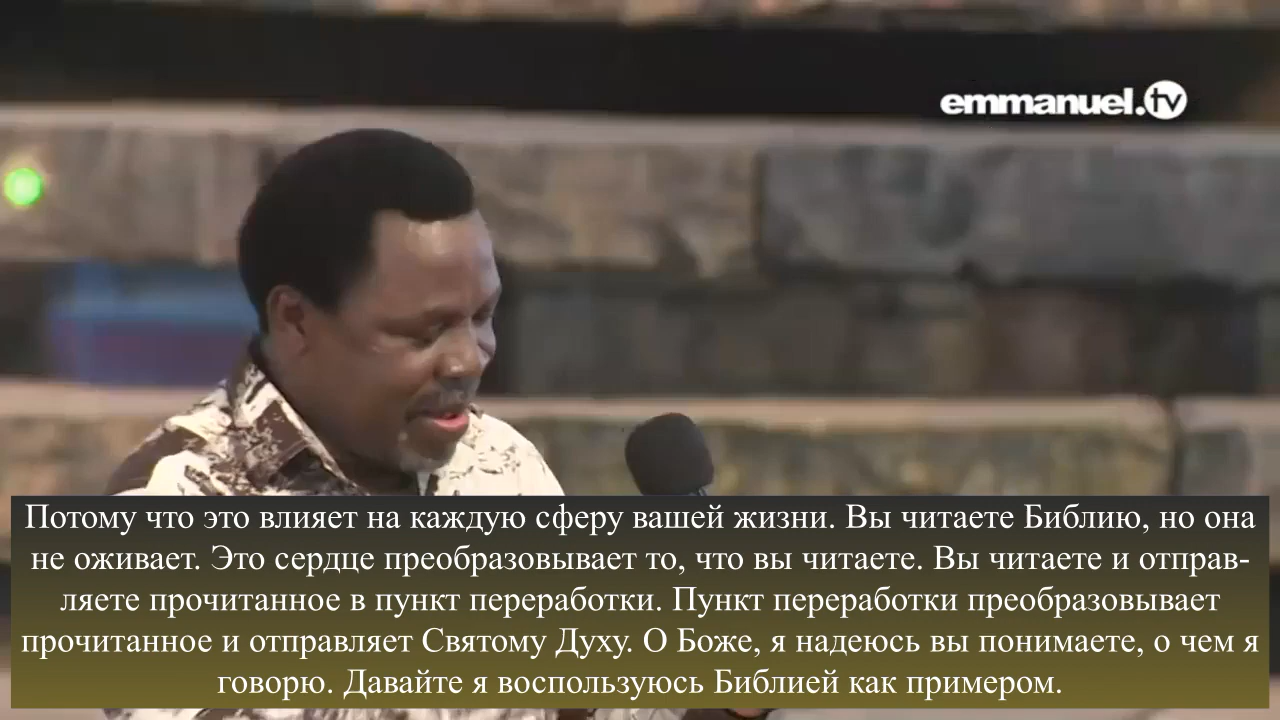 emmanuel.tv
Потому что это влияет на каждую сферу вашей жизни. Вы читаете Библию, но она
не оживает. Это сердце преобразовывает то, что вы читаете. Вы читаете и отправ-
ляете прочитанное в пункт переработки. Пункт переработки преобразовывает
прочитанное и отправляет Святому Духу. О Боже, я надеюсь вы понимаете, о чем я
говорю. Давайте я воспользуюсь Библией как примером.